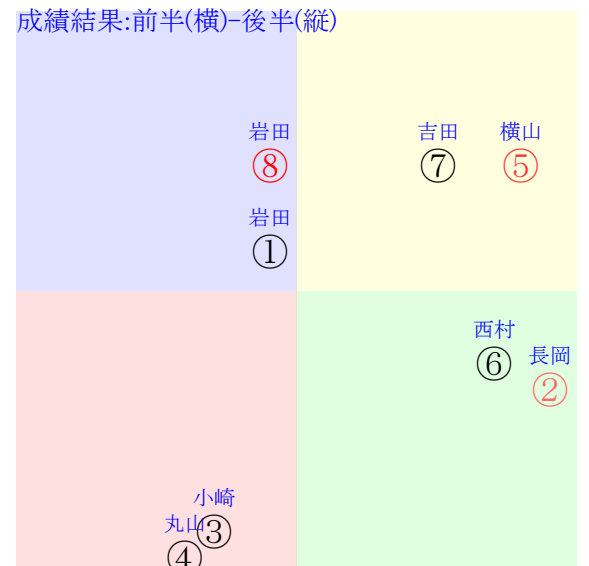 成績結果:前半(横)-後半(縦)
岩田
⑧
吉田
⑦
横山
⑤
岩田
①
西村
⑥
長岡
②
小崎
③
丸山
④